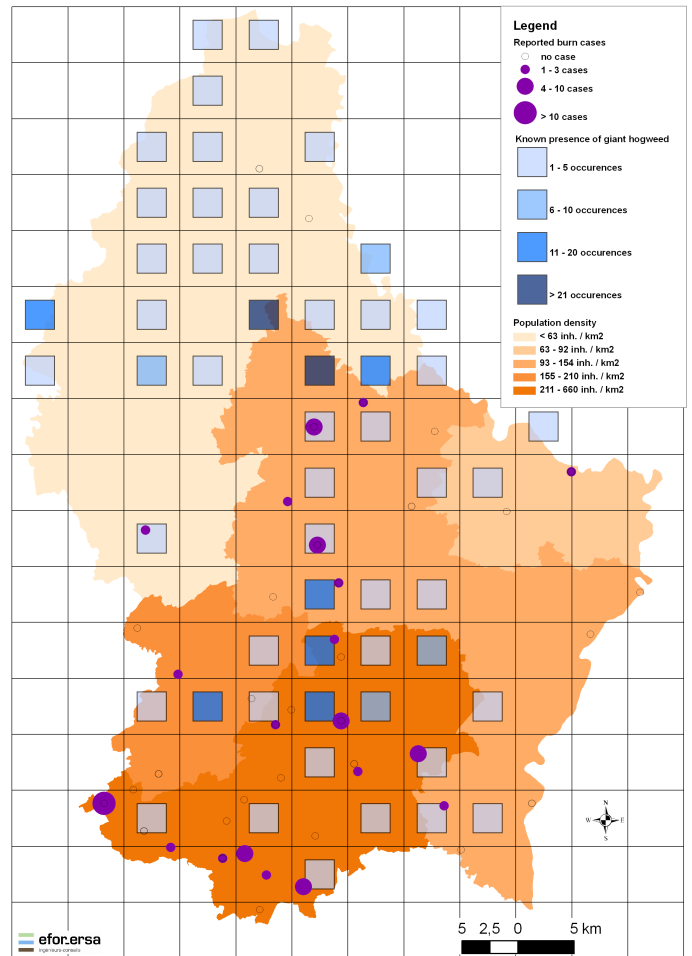 Legend
Reported burn cases
no case
1 - 3 cases
4 - 10 cases
> 10 cases
Known presence of giant hogweed
1 - 5 occurences
6 - 10 occurences
11 - 20 occurences
> 21 occurences
Population density
< 63 inh. / km2
63 - 92 inh. / km2
93 - 154 inh. / km2
155 - 210 inh. / km2
211 - 660 inh. / km2
N
W E
S
efor-ersa
ingénieurs-conseils
5 2,5 0 5 km